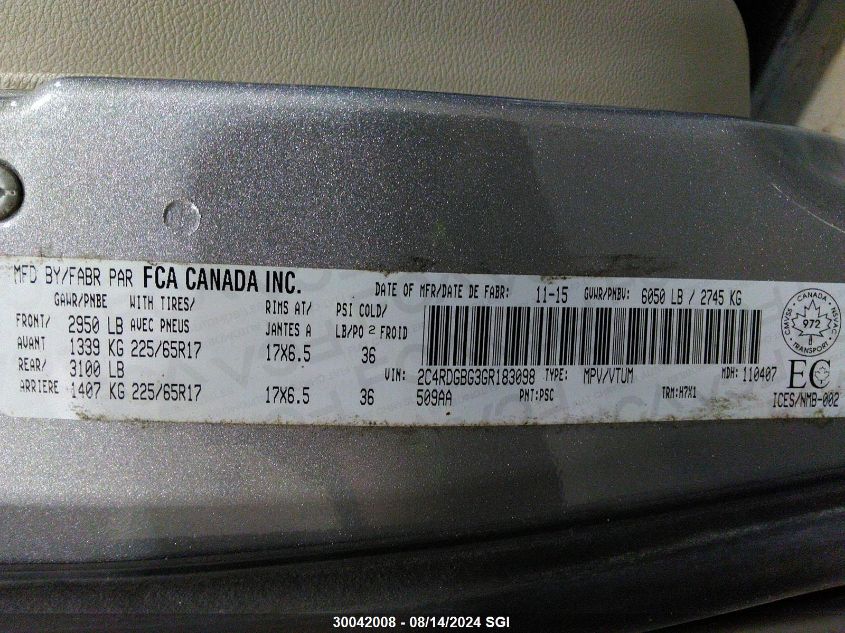 MFD BY/FABR PAR FCA CANADA INC. DATE OF MFR/DATE DE FABR: 11-15 GVWR/PNBV: 6050 LB / 2745 KG
GAWR/PNBE WITH TIRES/ RIMS AT/ PSI COLD/
FRONT/ 2950 LB AVEC PNEUS JANTES A LB/PO 2 FROID
AVANT 1339 KG 225/65R17 17X6.5 36
REAR/ 3100 LB
ARRIERE 1407 KG 225/65R17 17X6.5 36
VIN: 2C4RDGBG3GR183098 TYPE: MPV/VTUM MDH: 110407
509AA PNT:PSC TRM:H7X1
CANADA
CMVSS NSVAC
972
TRANSPORT
EC
ICES/NMB-002
30042008 - 08/14/2024 SGI